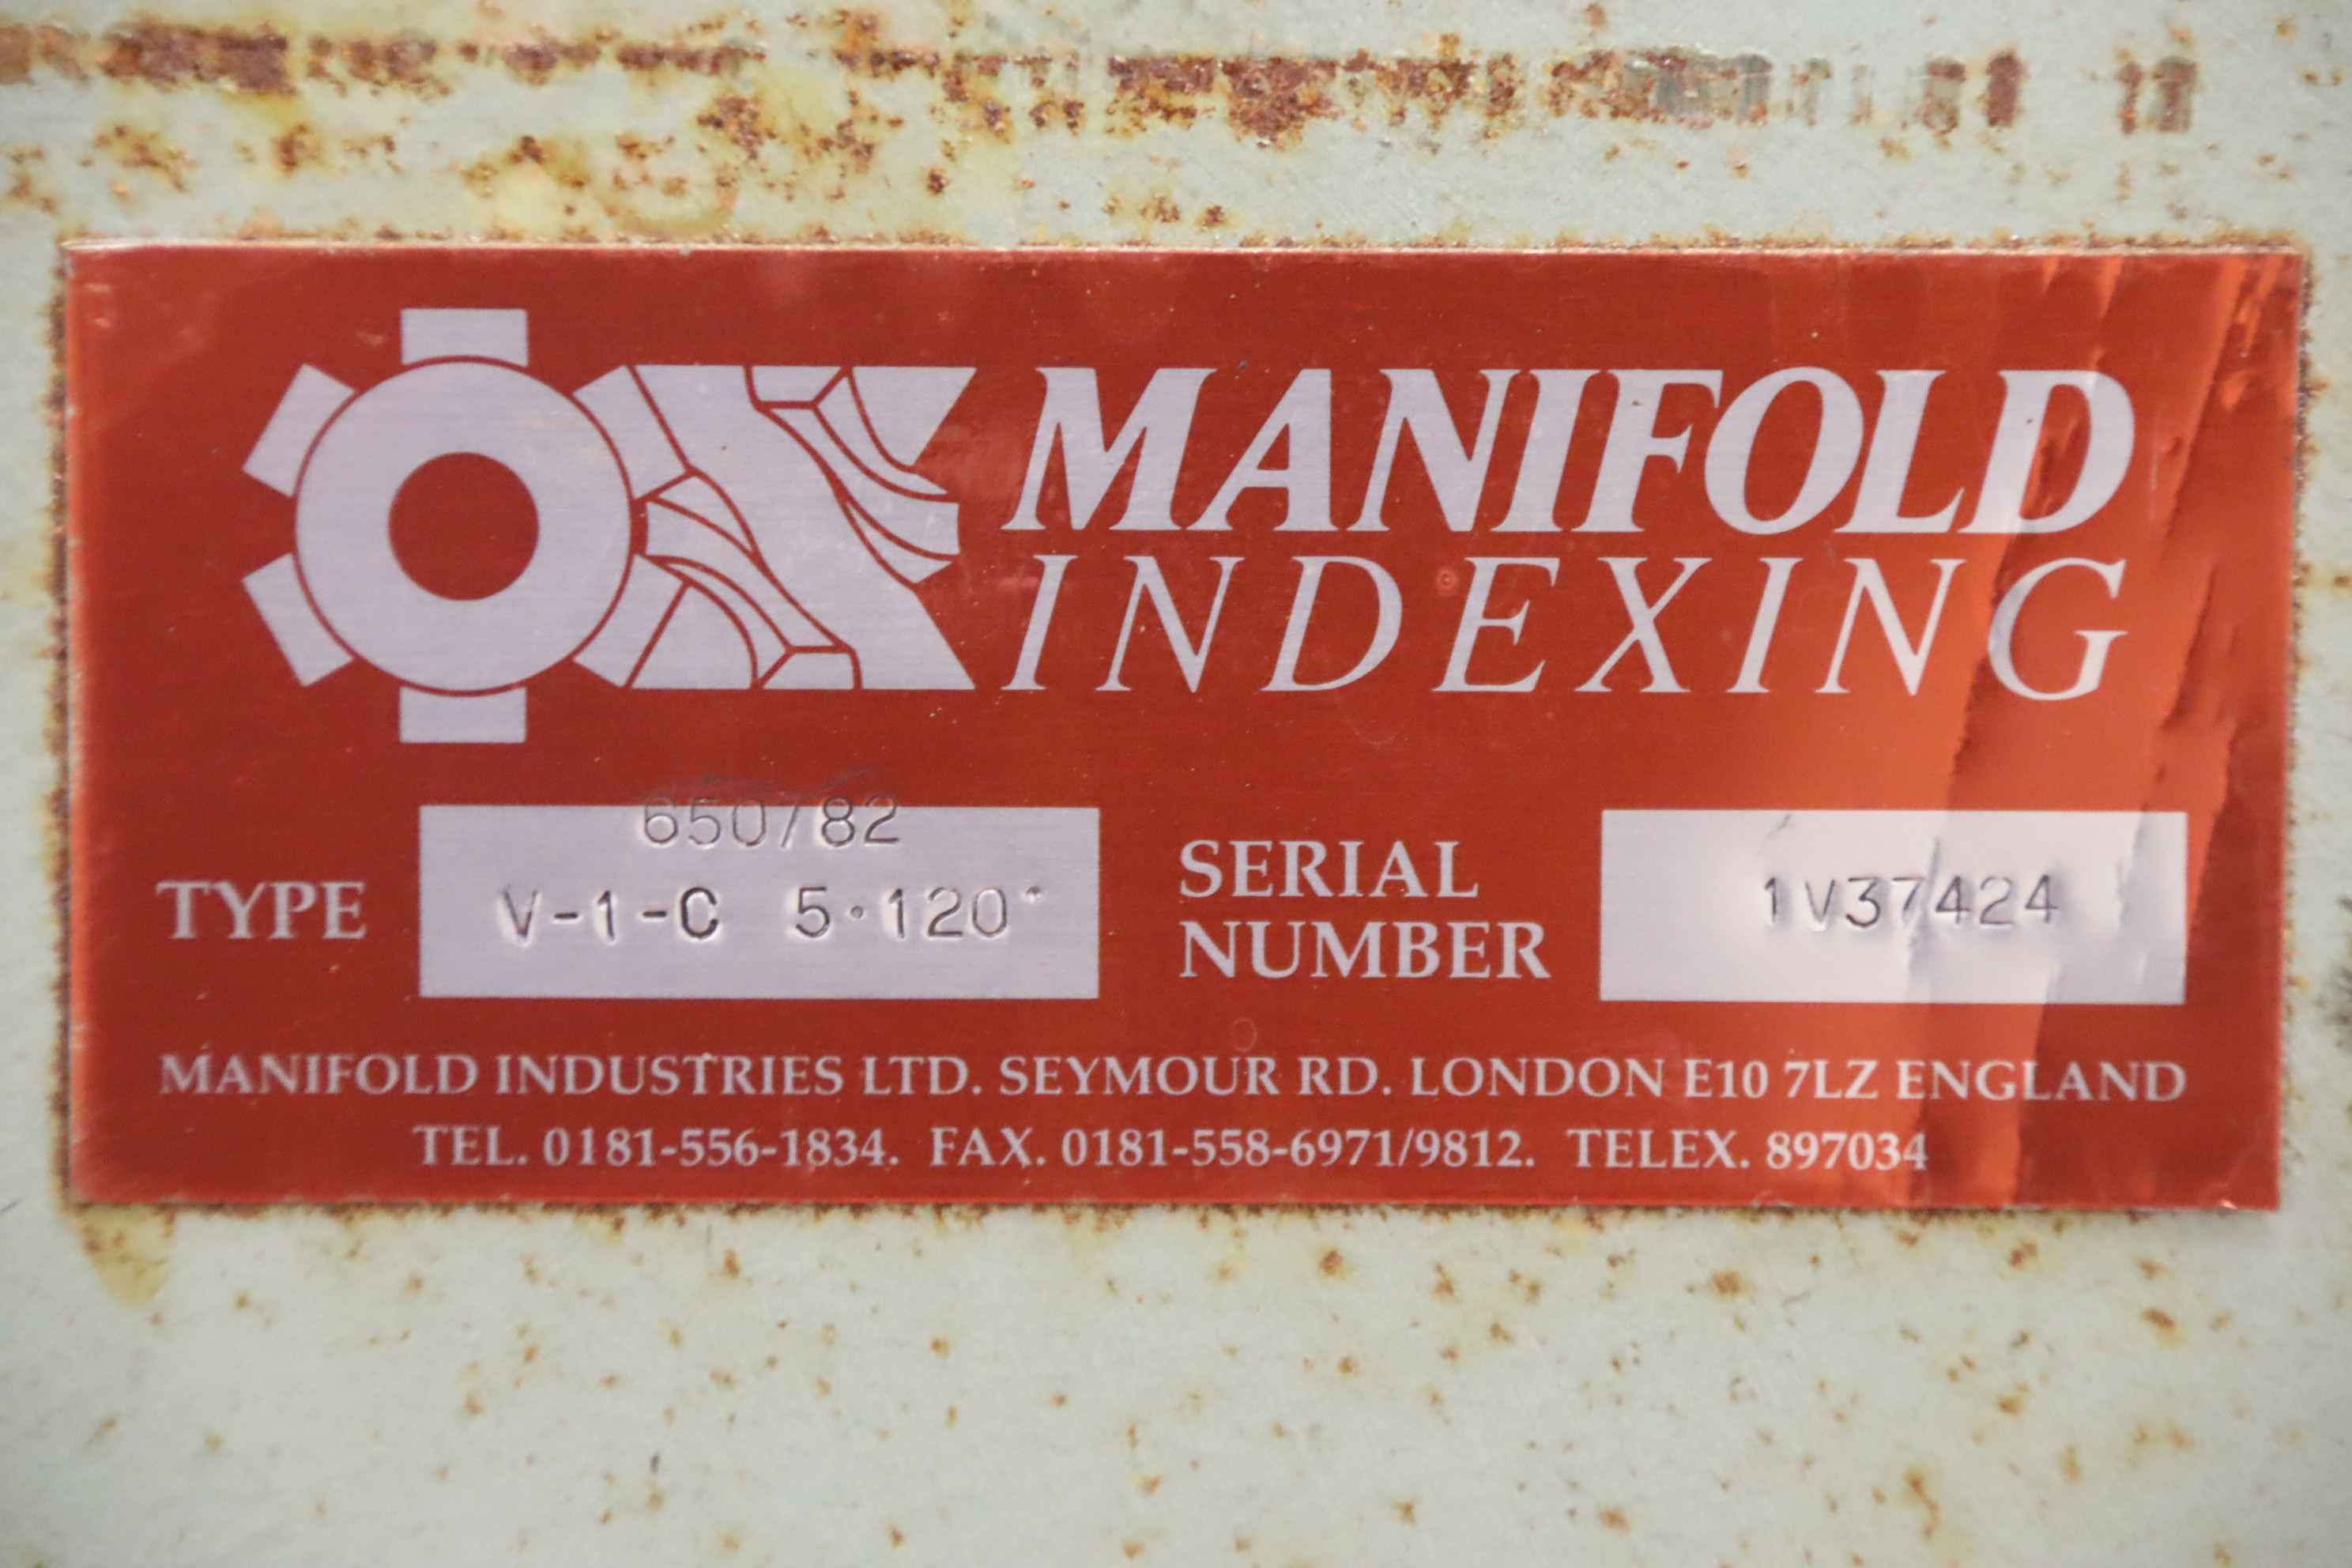 MANIFOLD
INDEXING
650/82
TYPE V-1-C 5·120°
SERIAL
NUMBER
1V37424
MANIFOLD INDUSTRIES LTD. SEYMOUR RD. LONDON E10 7LZ ENGLAND
TEL. 0181-556-1834. FAX. 0181-558-6971/9812. TELEX. 897034